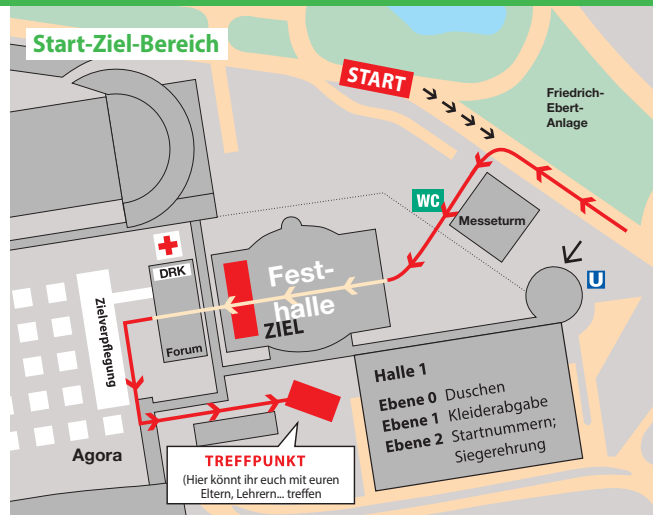 Start-Ziel-Bereich
START
Friedrich-
Ebert-
Anlage
WC
Messeturm
U
DRK
Fest-
halle
ZIEL
Forum
Zielverpflegung
Halle 1
Ebene 0 Duschen
Ebene 1 Kleiderabgabe
Ebene 2 Startnummern;
Siegerehrung
Agora
TREFFPUNKT
(Hier könnt ihr euch mit euren
Eltern, Lehrern... treffen